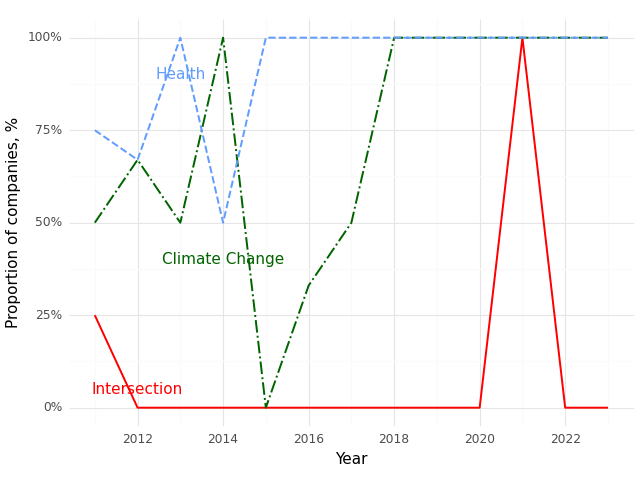 100%
75%
50%
25%
0%
Proportion of companies, %
Health
Climate Change
Intersection
2012 2014 2016 2018 2020 2022
Year